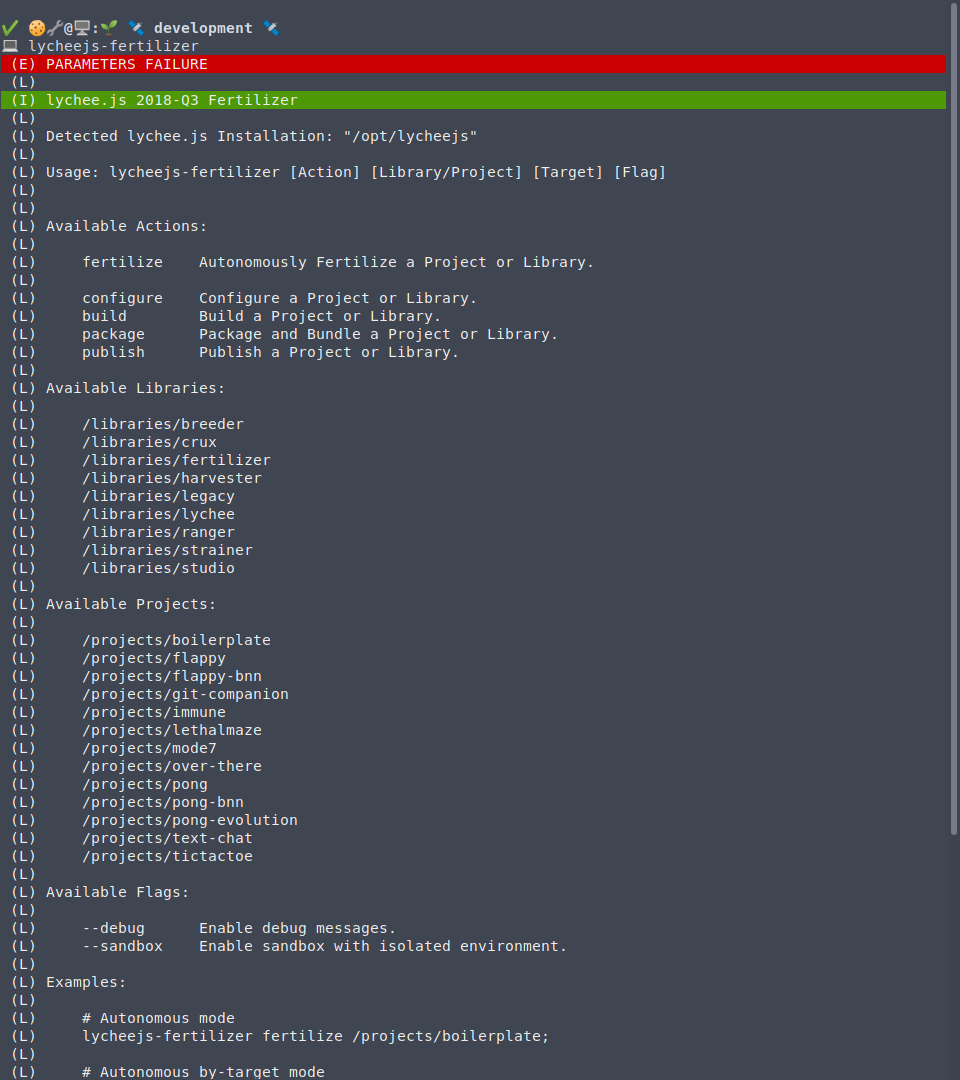 ✔ 🍪🔧@🖥:🌱 🛰 development 🛰
💻 lycheejs-fertilizer
(E) PARAMETERS FAILURE
(L)
(I) lychee.js 2018-Q3 Fertilizer
(L)
(L) Detected lychee.js Installation: "/opt/lycheejs"
(L)
(L) Usage: lycheejs-fertilizer [Action] [Library/Project] [Target] [Flag]
(L)
(L)
(L) Available Actions:
(L)
(L)     fertilize    Autonomously Fertilize a Project or Library.
(L)
(L)     configure    Configure a Project or Library.
(L)     build        Build a Project or Library.
(L)     package      Package and Bundle a Project or Library.
(L)     publish      Publish a Project or Library.
(L)
(L) Available Libraries:
(L)
(L)     /libraries/breeder
(L)     /libraries/crux
(L)     /libraries/fertilizer
(L)     /libraries/harvester
(L)     /libraries/legacy
(L)     /libraries/lychee
(L)     /libraries/ranger
(L)     /libraries/strainer
(L)     /libraries/studio
(L)
(L) Available Projects:
(L)
(L)     /projects/boilerplate
(L)     /projects/flappy
(L)     /projects/flappy-bnn
(L)     /projects/git-companion
(L)     /projects/immune
(L)     /projects/lethalmaze
(L)     /projects/mode7
(L)     /projects/over-there
(L)     /projects/pong
(L)     /projects/pong-bnn
(L)     /projects/pong-evolution
(L)     /projects/text-chat
(L)     /projects/tictactoe
(L)
(L) Available Flags:
(L)
(L)     --debug      Enable debug messages.
(L)     --sandbox    Enable sandbox with isolated environment.
(L)
(L) Examples:
(L)
(L)     # Autonomous mode
(L)     lycheejs-fertilizer fertilize /projects/boilerplate;
(L)
(L)     # Autonomous by-target mode